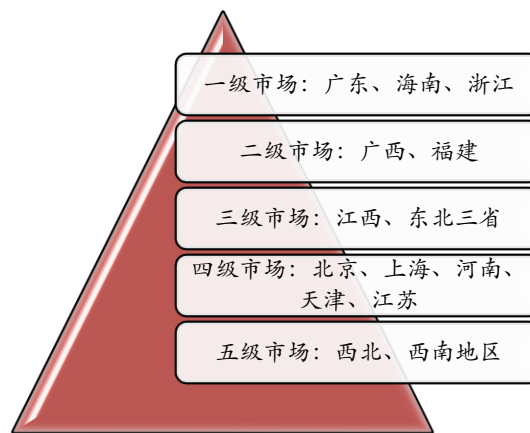 一级市场：广东、海南、浙江
二级市场：广西、福建
三级市场：江西、东北三省
四级市场：北京、上海、河南、
天津、江苏
五级市场：西北、西南地区